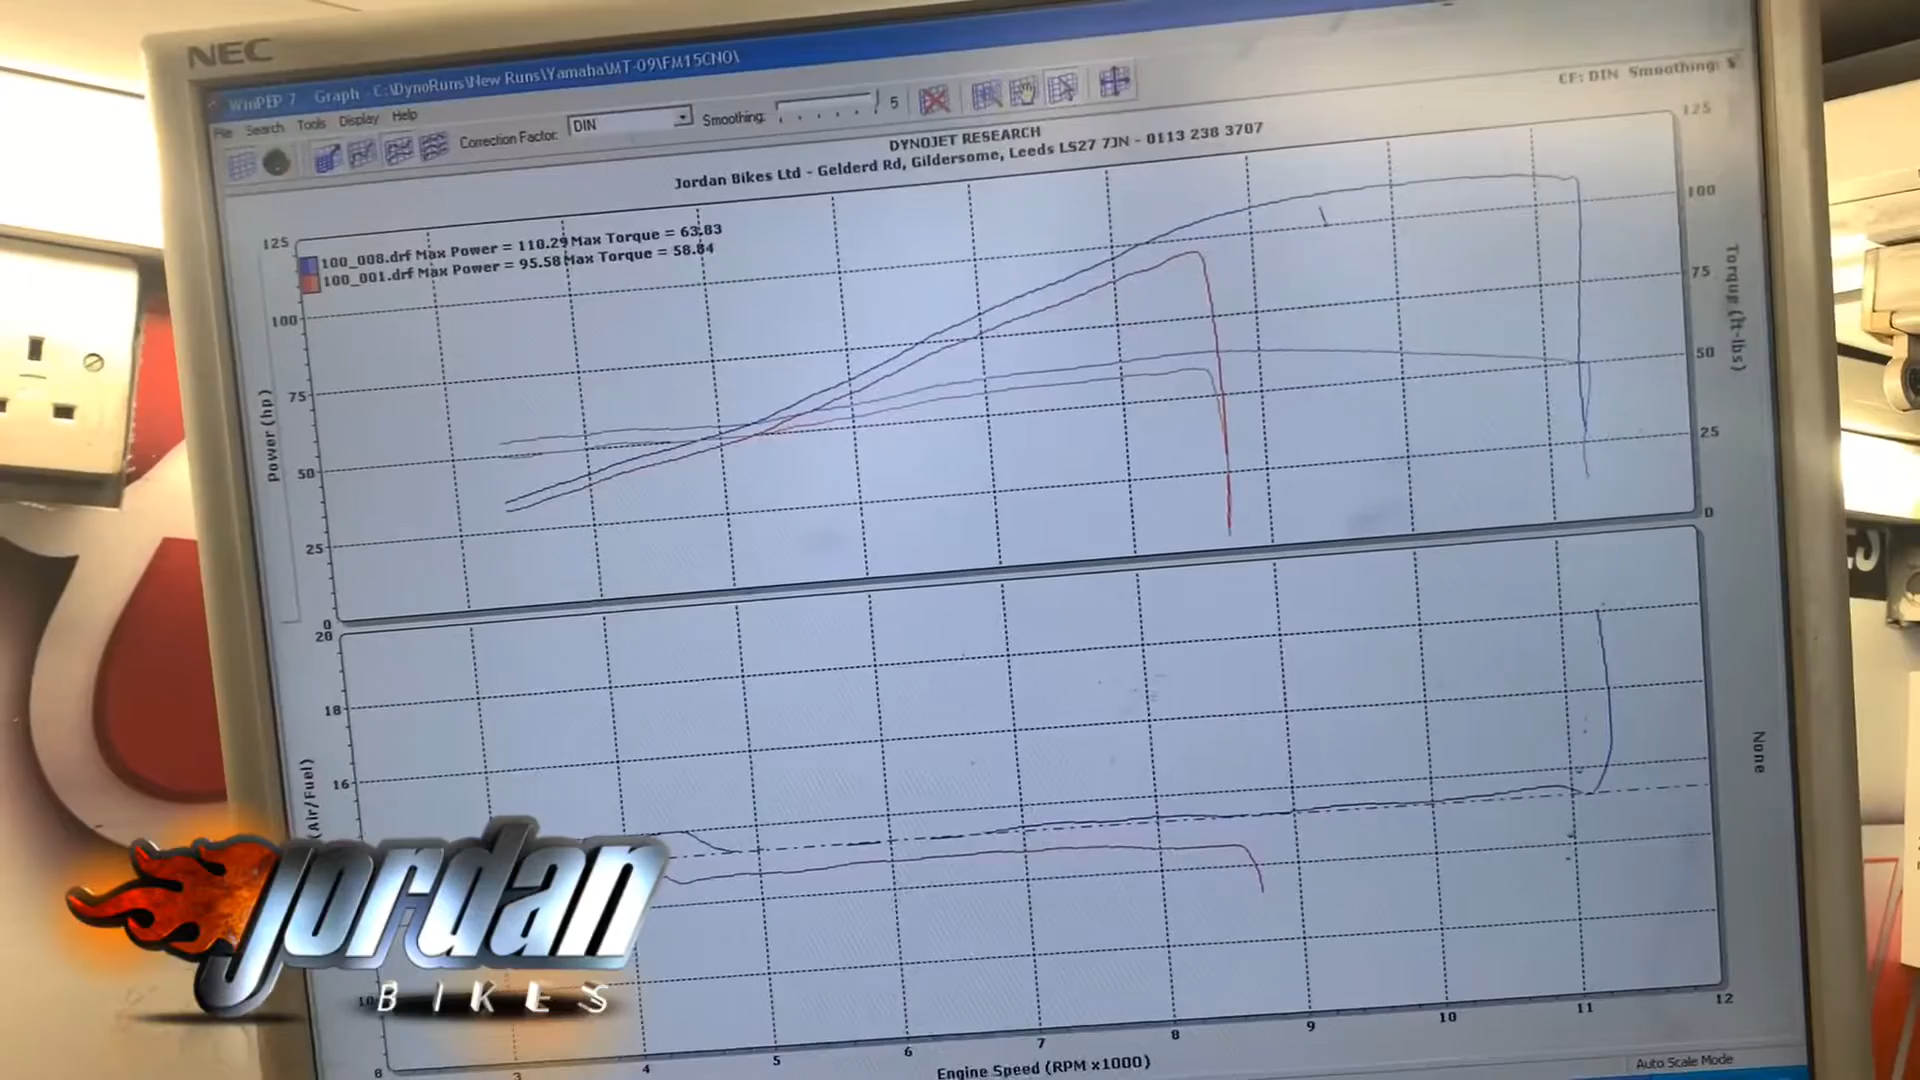 NEC
WinPEP 7 Graph - C:\DynoRuns\New Runs\Yamaha\MT-09\FM15CNO\
File Search Tools Display Help
Correction Factor: DIN Smoothing: 5
CF: DIN Smoothing: 5
DYNOJET RESEARCH
Jordan Bikes Ltd - Gelderd Rd, Gildersome, Leeds LS27 7JN - 0113 238 3707
100_008.drf Max Power = 110.29 Max Torque = 63.83
100_001.drf Max Power = 95.58 Max Torque = 58.84
125
100
75
50
25
0
Power (hp)
125
100
75
50
25
0
Torque (ft-lbs)
20
18
16
10
8
(Air/Fuel)
None
jordan
BIKES
3 4 5 6 7 8 9 10 11 12
Engine Speed (RPM x1000)
Auto Scale Mode